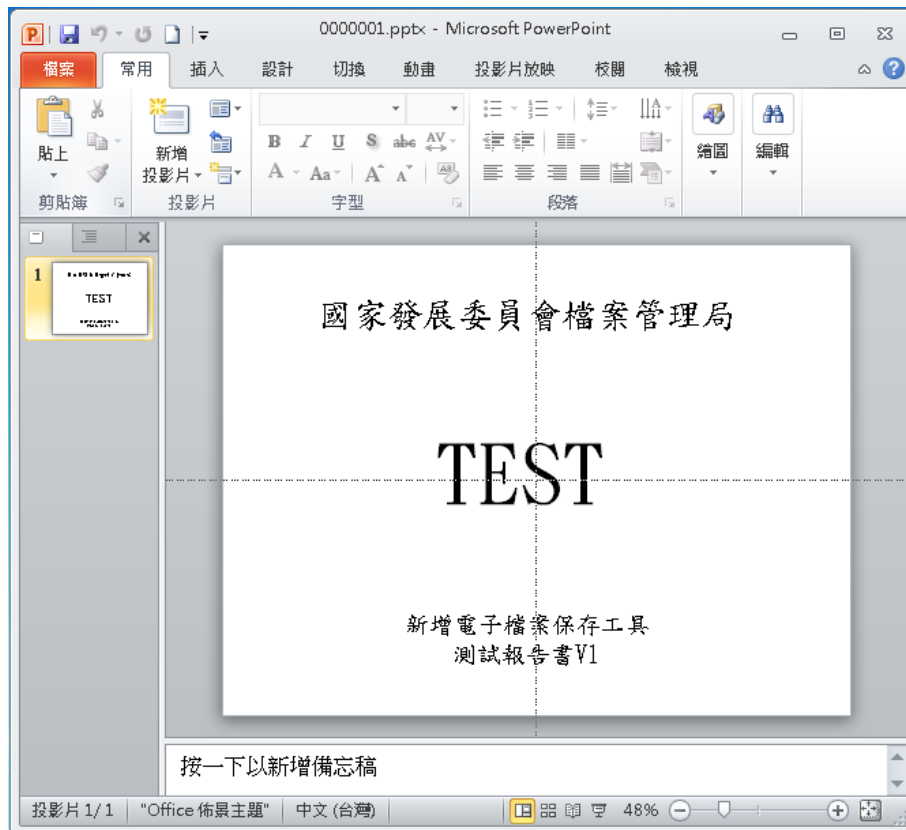 0000001.pptx - Microsoft PowerPoint
檔案 常用 插入 設計 切換 動畫 投影片放映 校閱 檢視
貼上
新增
投影片
B I U S abc AV
A Aa A A
繪圖
編輯
剪貼簿 投影片 字型 段落
1
TEST
國家發展委員會檔案管理局
TEST
新增電子檔案保存工具
測試報告書V1
按一下以新增備忘稿
投影片 1/1 "Office 佈景主題" 中文 (台灣) 48%